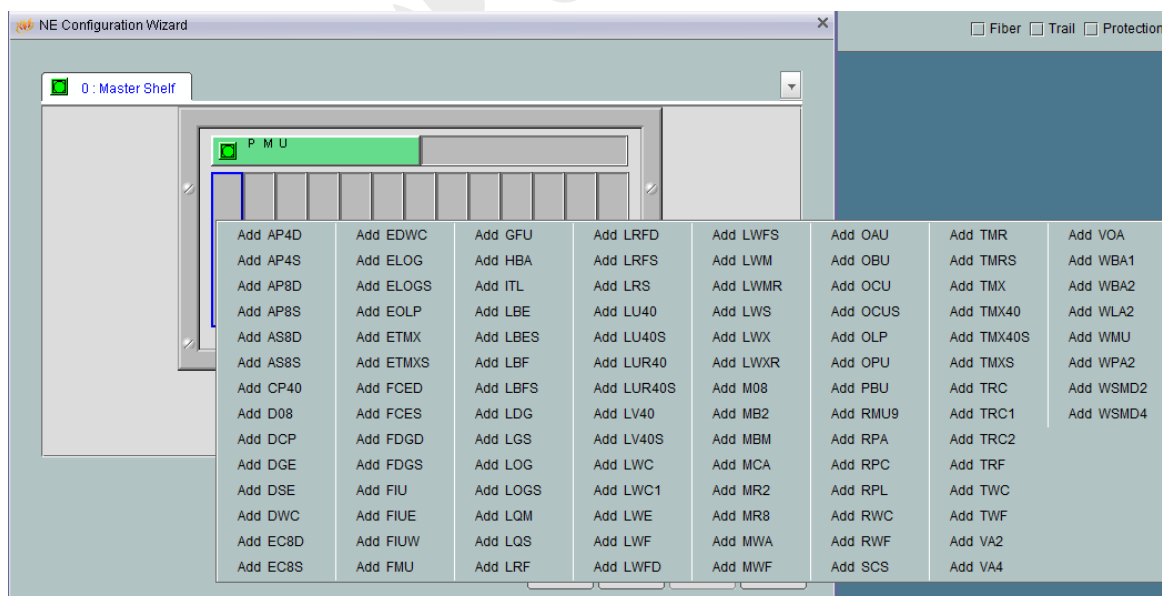 NE Configuration Wizard
Fiber Trail Protection
0 : Master Shelf
P M U
Add AP4D Add EDWC Add GFU Add LRFD Add LWFS Add OAU Add TMR Add VOA
Add AP4S Add ELOG Add HBA Add LRFS Add LWM Add OBU Add TMRS Add WBA1
Add AP8D Add ELOGS Add ITL Add LRS Add LWMR Add OCU Add TMX Add WBA2
Add AP8S Add EOLP Add LBE Add LU40 Add LWS Add OCUS Add TMX40 Add WLA2
Add AS8D Add ETMX Add LBES Add LU40S Add LWX Add OLP Add TMX40S Add WMU
Add AS8S Add ETMXS Add LBF Add LUR40 Add LWXR Add OPU Add TMXS Add WPA2
Add CP40 Add FCED Add LBFS Add LUR40S Add M08 Add PBU Add TRC Add WSMD2
Add D08 Add FCES Add LDG Add LV40 Add MB2 Add RMU9 Add TRC1 Add WSMD4
Add DCP Add FDGD Add LGS Add LV40S Add MBM Add RPA Add TRC2
Add DGE Add FDGS Add LOG Add LWC Add MCA Add RPC Add TRF
Add DSE Add FIU Add LOGS Add LWC1 Add MR2 Add RPL Add TWC
Add DWC Add FIUE Add LQM Add LWE Add MR8 Add RWC Add TWF
Add EC8D Add FIUW Add LQS Add LWF Add MWA Add RWF Add VA2
Add EC8S Add FMU Add LRF Add LWFD Add MWF Add SCS Add VA4